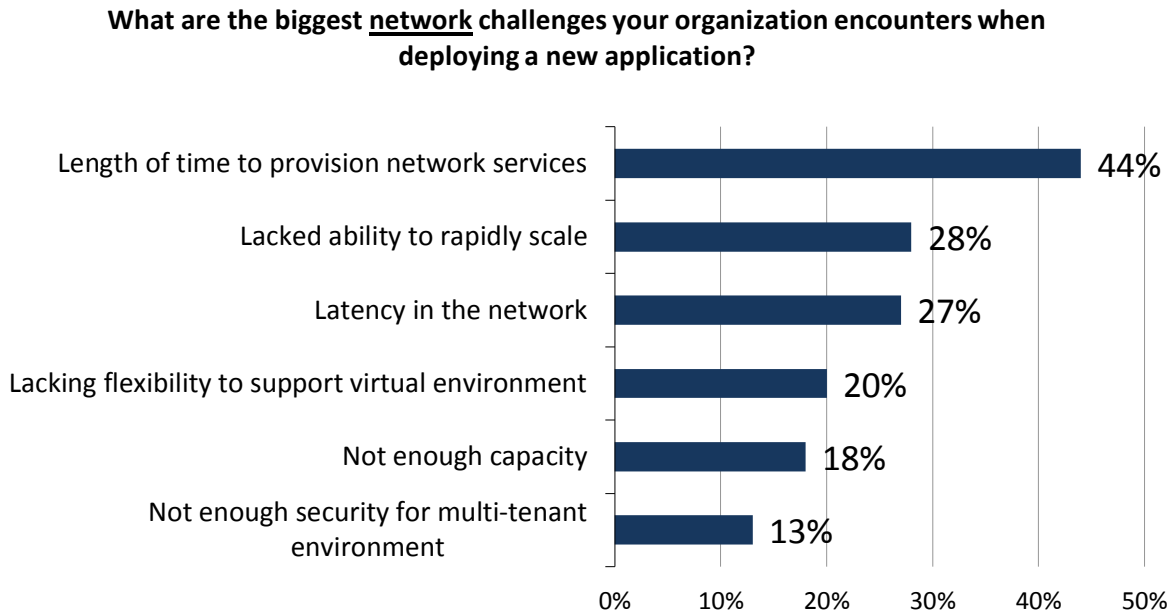 What are the biggest network challenges your organization encounters when
deploying a new application?
Length of time to provision network services
44%
Lacked ability to rapidly scale
28%
Latency in the network
27%
Lacking flexibility to support virtual environment
20%
Not enough capacity
18%
Not enough security for multi-tenant
environment
13%
0% 10% 20% 30% 40% 50%